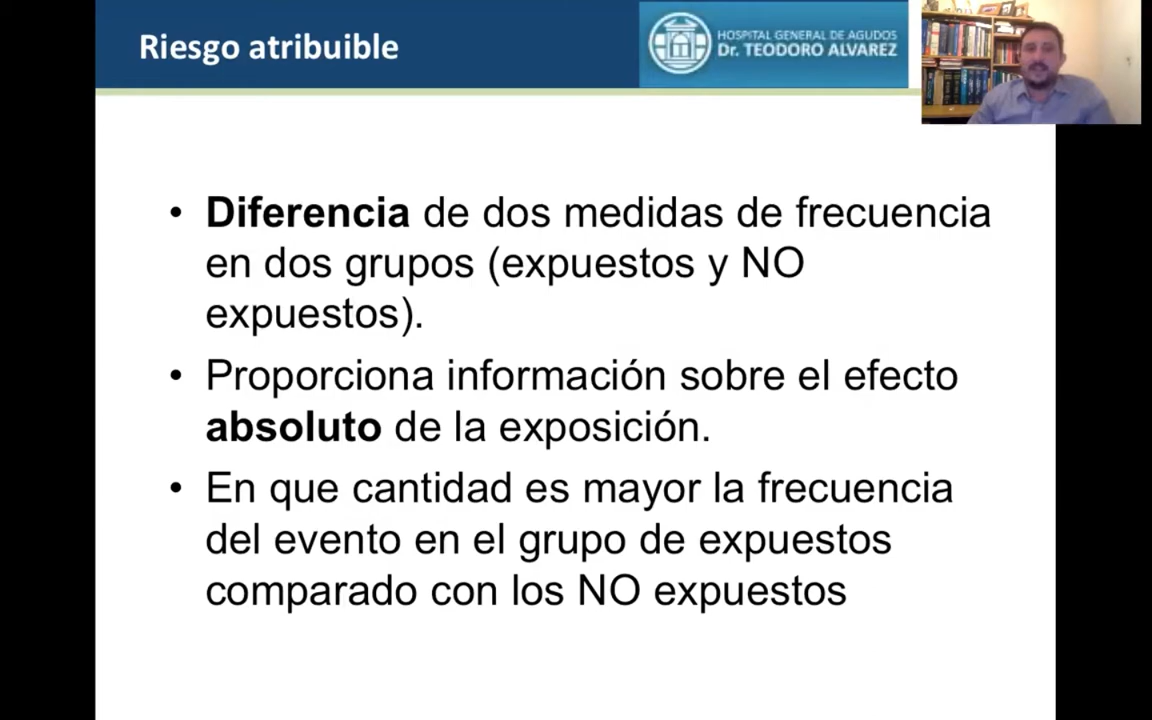 Riesgo atribuible
HOSPITAL GENERAL DE AGUDOS
Dr. TEODORO ALVAREZ
• Diferencia de dos medidas de frecuencia
en dos grupos (expuestos y NO
expuestos).
• Proporciona información sobre el efecto
absoluto de la exposición.
• En que cantidad es mayor la frecuencia
del evento en el grupo de expuestos
comparado con los NO expuestos